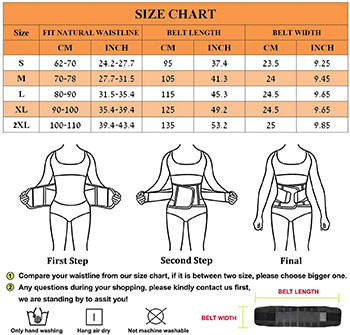 SIZE CHART
Size FIT NATURAL WAISTLINE BELT LENGTH BELT WIDTH
CM INCH CM INCH CM INCH
S 62-70 24.2-27.7 95 37.4 23.5 9.25
M 70-78 27.7-31.5 105 41.3 24 9.45
L 80-90 31.5-35.4 115 45.3 24.5 9.65
XL 90-100 35.4-39.4 125 49.2 24.5 9.65
2XL 100-110 39.4-43.4 135 53.2 25 9.85
First Step Second Step Final
1 Compare your waistline from our size chart, if it is between two size, please choose bigger one.
2 Any questions during your shopping, please kindly contact us first,
we are standing by to assit you!
BELT LENGTH
BELT WIDTH
Only hand washing Hang air dry Not machine washable